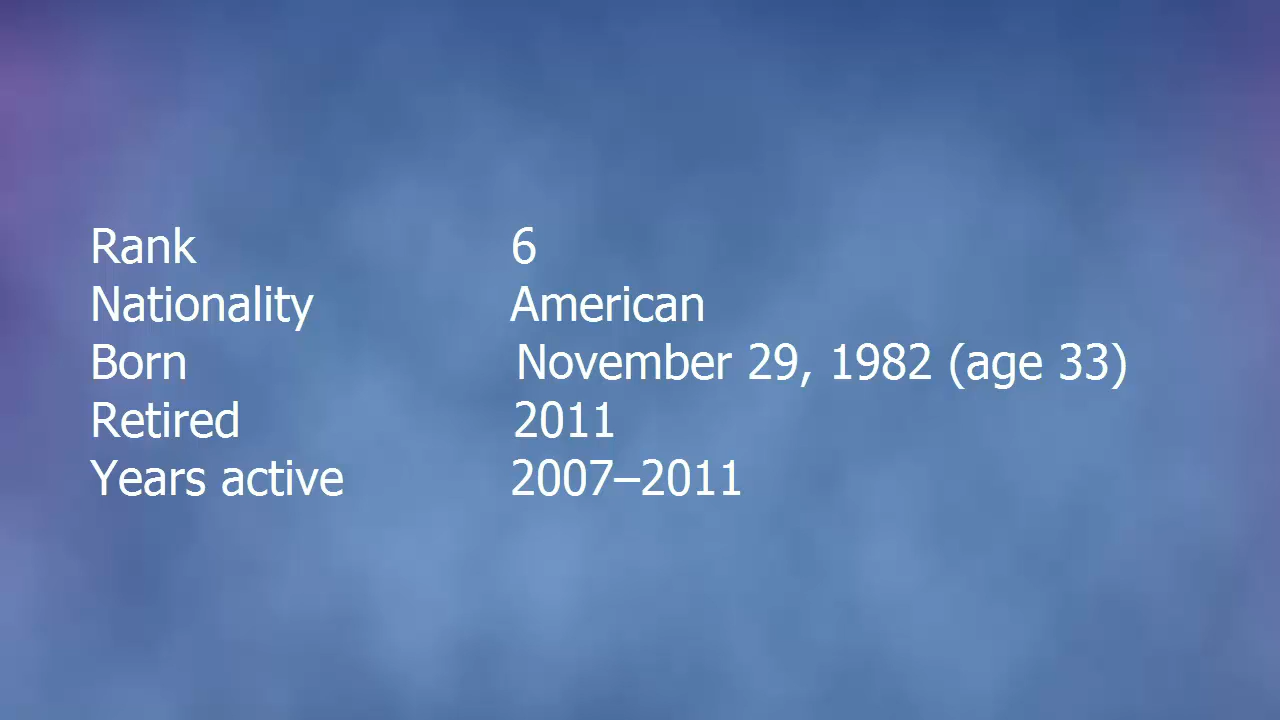 Rank 6
Nationality American
Born November 29, 1982 (age 33)
Retired 2011
Years active 2007–2011